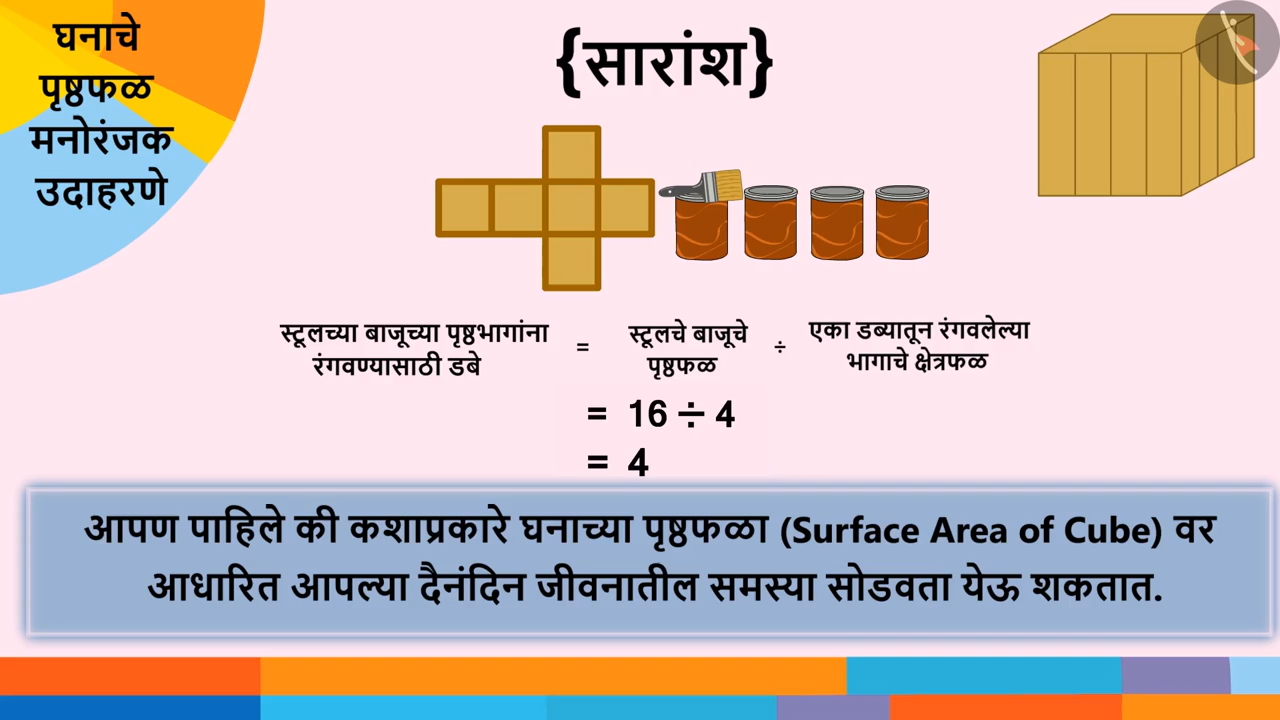 घनाचे
पृष्ठफळ
मनोरंजक
उदाहरणे
{सारांश}
स्टूलच्या बाजूच्या पृष्ठभागांना
रंगवण्यासाठी डबे
=
स्टूलचे बाजूचे
पृष्ठफळ
÷
एका डब्यातून रंगवलेल्या
भागाचे क्षेत्रफळ
= 16 ÷ 4
= 4
आपण पाहिले की कशाप्रकारे घनाच्या पृष्ठफळा (Surface Area of Cube) वर
आधारित आपल्या दैनंदिन जीवनातील समस्या सोडवता येऊ शकतात.